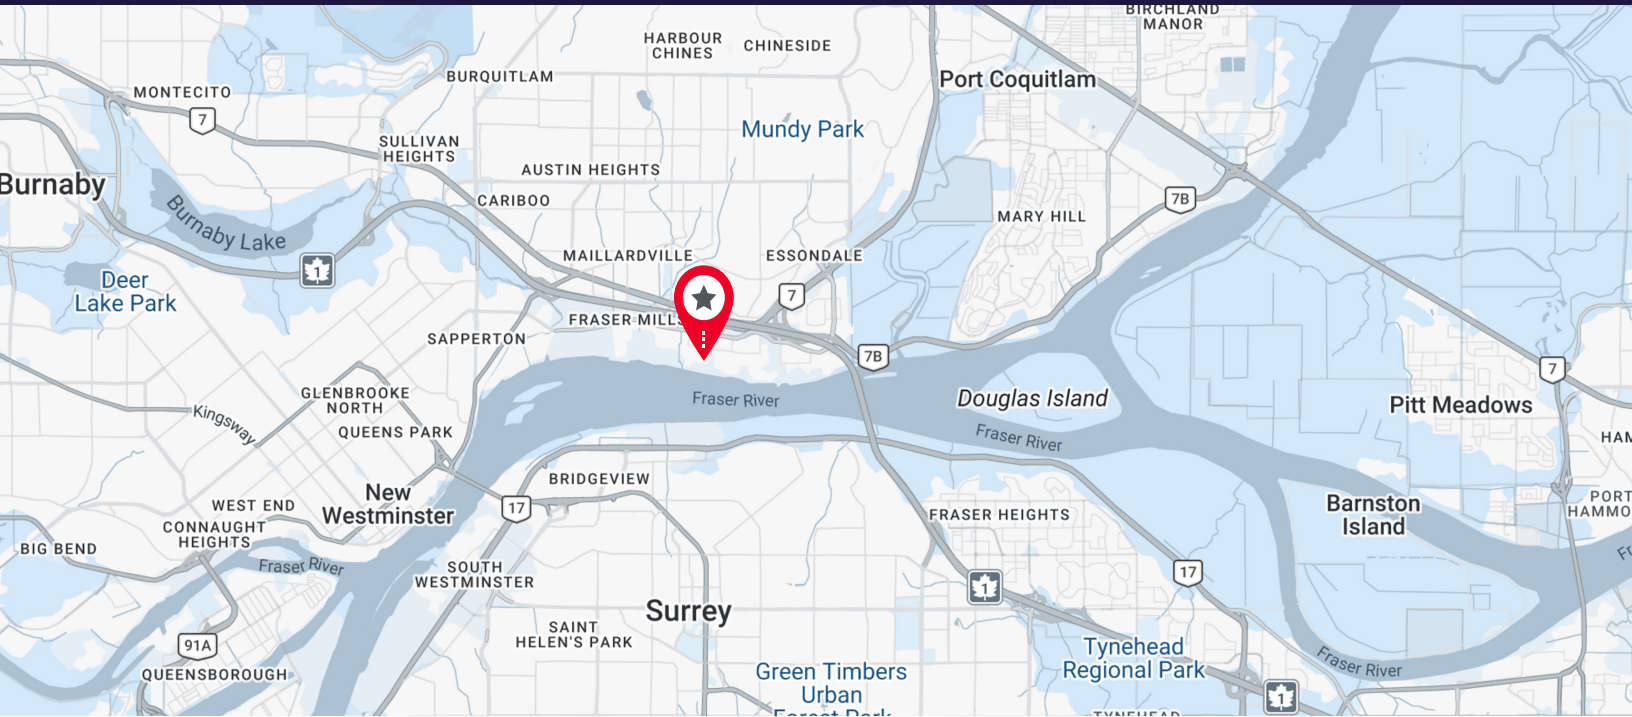 BIRCHLAND
MANOR
HARBOUR
CHINES
CHINESIDE
BURQUITLAM
Port Coquitlam
MONTECITO
7
Mundy Park
SULLIVAN
HEIGHTS
AUSTIN HEIGHTS
Burnaby
CARIBOO
7B
MARY HILL
Burnaby Lake
MAILLARDVILLE
ESSONDALE
1
Deer
Lake Park
7
FRASER MILLS
SAPPERTON
7B
7
GLENBROOKE
NORTH
Fraser River
Douglas Island
Pitt Meadows
Kingsway
QUEENS PARK
Fraser River
BRIDGEVIEW
New
Westminster
17
WEST END
CONNAUGHT
HEIGHTS
FRASER HEIGHTS
Barnston
Island
PORT
HAMMO
BIG BEND
Fraser River
SOUTH
WESTMINSTER
1
17
Surrey
SAINT
HELEN'S PARK
91A
QUEENSBOROUGH
Green Timbers
Urban
Forest Park
Tynehead
Regional Park
Fraser River
1
TYNEHEAD